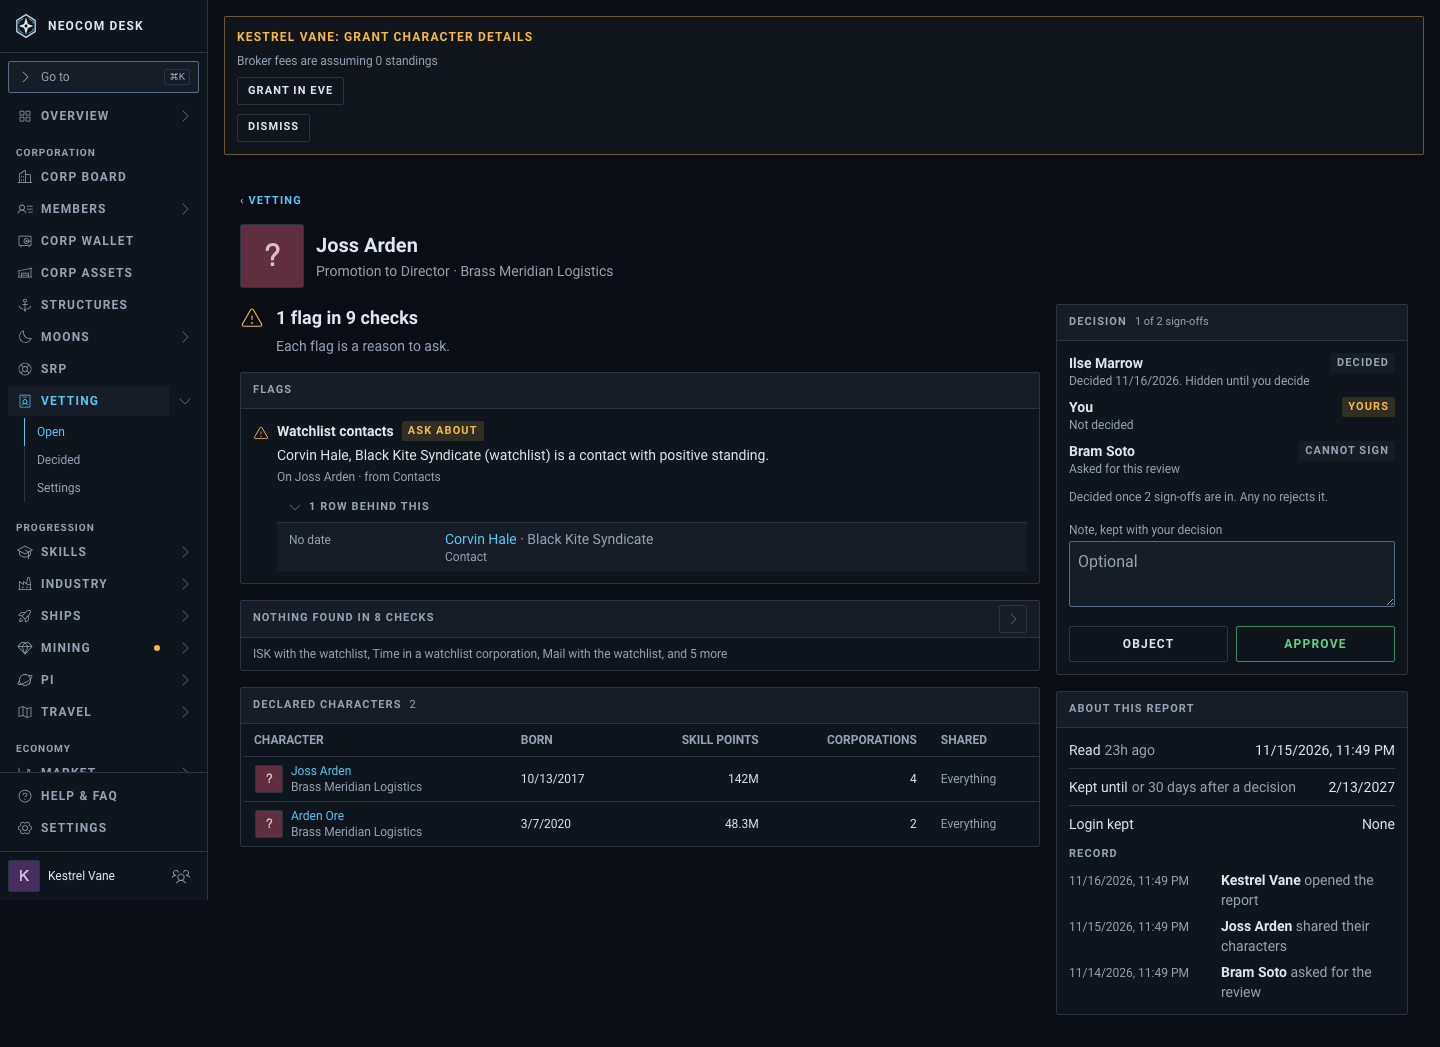 NEOCOM DESK
Go to
⌘K
OVERVIEW
CORPORATION
CORP BOARD
MEMBERS
CORP WALLET
CORP ASSETS
STRUCTURES
MOONS
SRP
VETTING
Open
Decided
Settings
PROGRESSION
SKILLS
INDUSTRY
SHIPS
MINING
PI
TRAVEL
ECONOMY
MARKET
HELP & FAQ
SETTINGS
K
Kestrel Vane
KESTREL VANE: GRANT CHARACTER DETAILS
Broker fees are assuming 0 standings
GRANT IN EVE
DISMISS
‹ VETTING
?
Joss Arden
Promotion to Director · Brass Meridian Logistics
1 flag in 9 checks
Each flag is a reason to ask.
FLAGS
Watchlist contacts ASK ABOUT
Corvin Hale, Black Kite Syndicate (watchlist) is a contact with positive standing.
On Joss Arden · from Contacts
1 ROW BEHIND THIS
No date
Corvin Hale · Black Kite Syndicate
Contact
NOTHING FOUND IN 8 CHECKS
ISK with the watchlist, Time in a watchlist corporation, Mail with the watchlist, and 5 more
DECLARED CHARACTERS 2
CHARACTER BORN SKILL POINTS CORPORATIONS SHARED
? Joss Arden 10/13/2017 142M 4 Everything
Brass Meridian Logistics
? Arden Ore 3/7/2020 48.3M 2 Everything
Brass Meridian Logistics
DECISION 1 of 2 sign-offs
Ilse Marrow DECIDED
Decided 11/16/2026. Hidden until you decide
You YOURS
Not decided
Bram Soto CANNOT SIGN
Asked for this review
Decided once 2 sign-offs are in. Any no rejects it.
Note, kept with your decision
Optional
OBJECT APPROVE
ABOUT THIS REPORT
Read 23h ago 11/15/2026, 11:49 PM
Kept until or 30 days after a decision 2/13/2027
Login kept None
RECORD
11/16/2026, 11:49 PM Kestrel Vane opened the
report
11/15/2026, 11:49 PM Joss Arden shared their
characters
11/14/2026, 11:49 PM Bram Soto asked for the
review